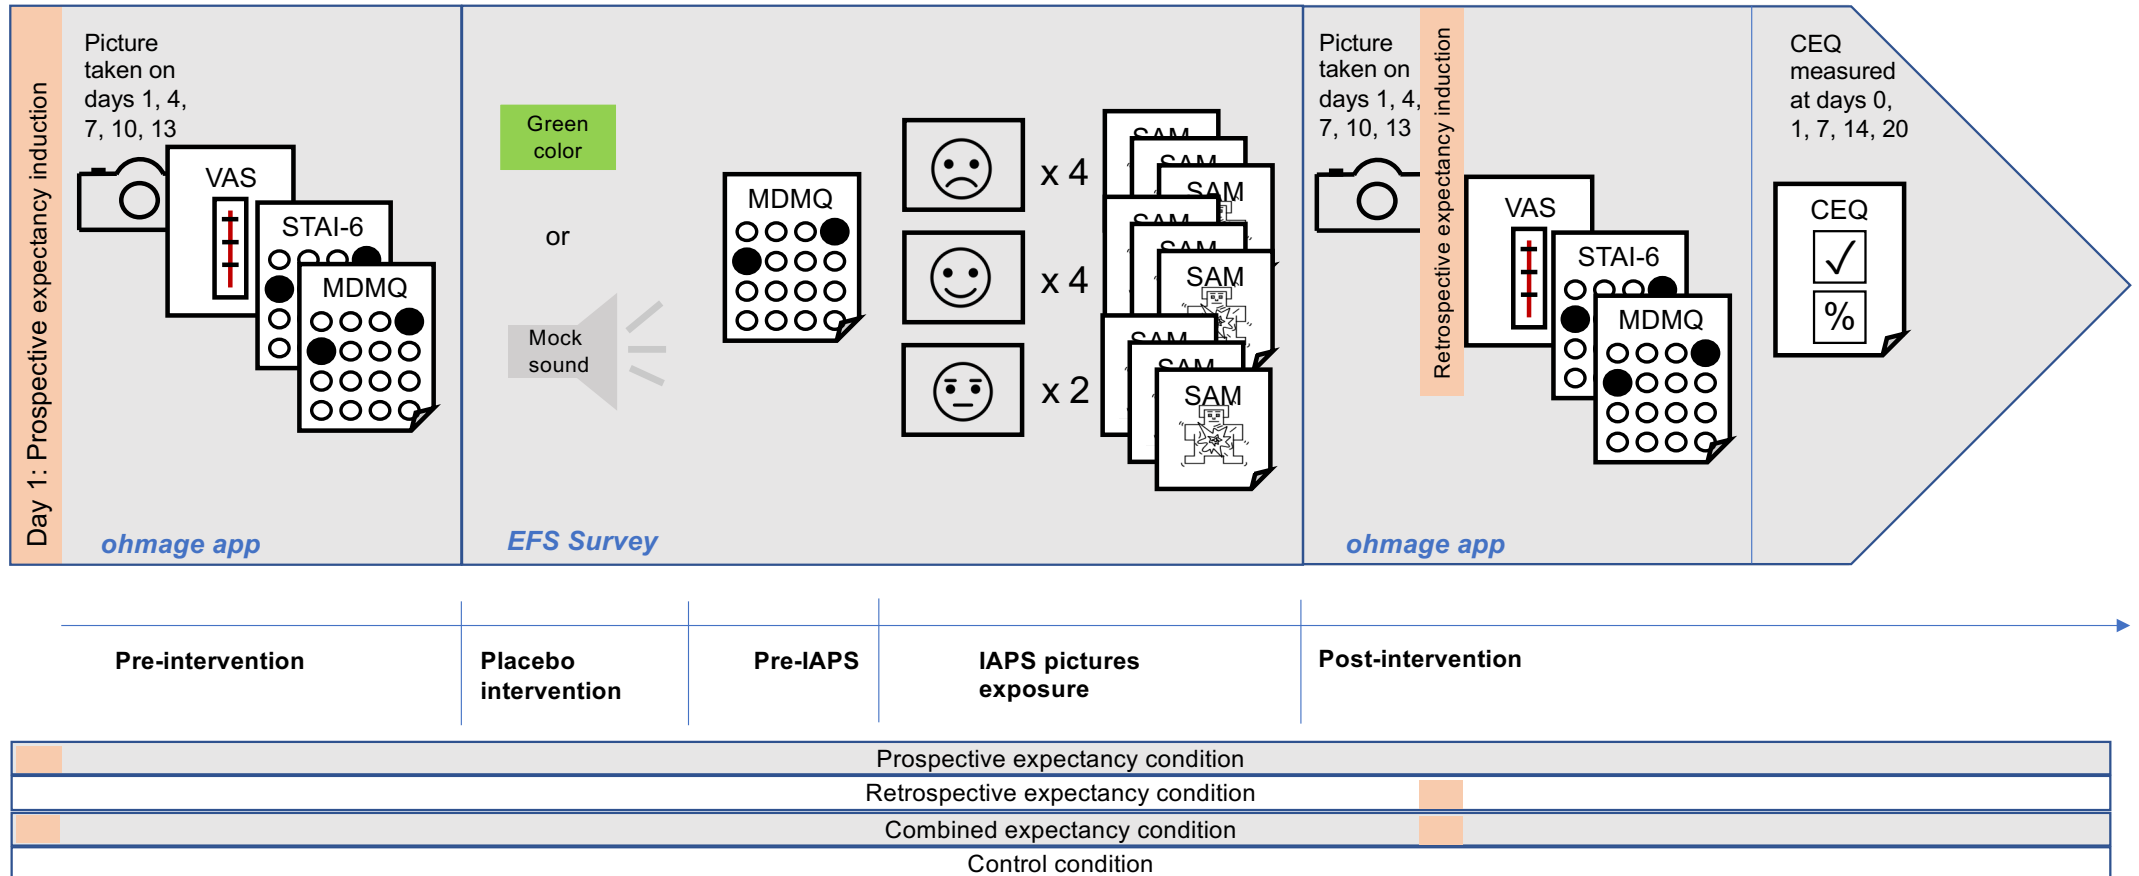 Day 1: Prospective expectancy induction
Picture
taken on
days 1, 4,
7, 10, 13
VAS
STAI-6
MDMQ
ohmage app
Green
color
or
Mock
sound
EFS Survey
MDMQ
x 4
x 4
x 2
SAM
SAM
SAM
SAM
SAM
SAM
SAM
SAM
SAM
Picture
taken on
days 1, 4,
7, 10, 13
Retrospective expectancy induction
VAS
STAI-6
MDMQ
ohmage app
CEQ
measured
at days 0,
1, 7, 14, 20
CEQ
✓
%
Pre-intervention
Placebo
intervention
Pre-IAPS
IAPS pictures
exposure
Post-intervention
Prospective expectancy condition
Retrospective expectancy condition
Combined expectancy condition
Control condition